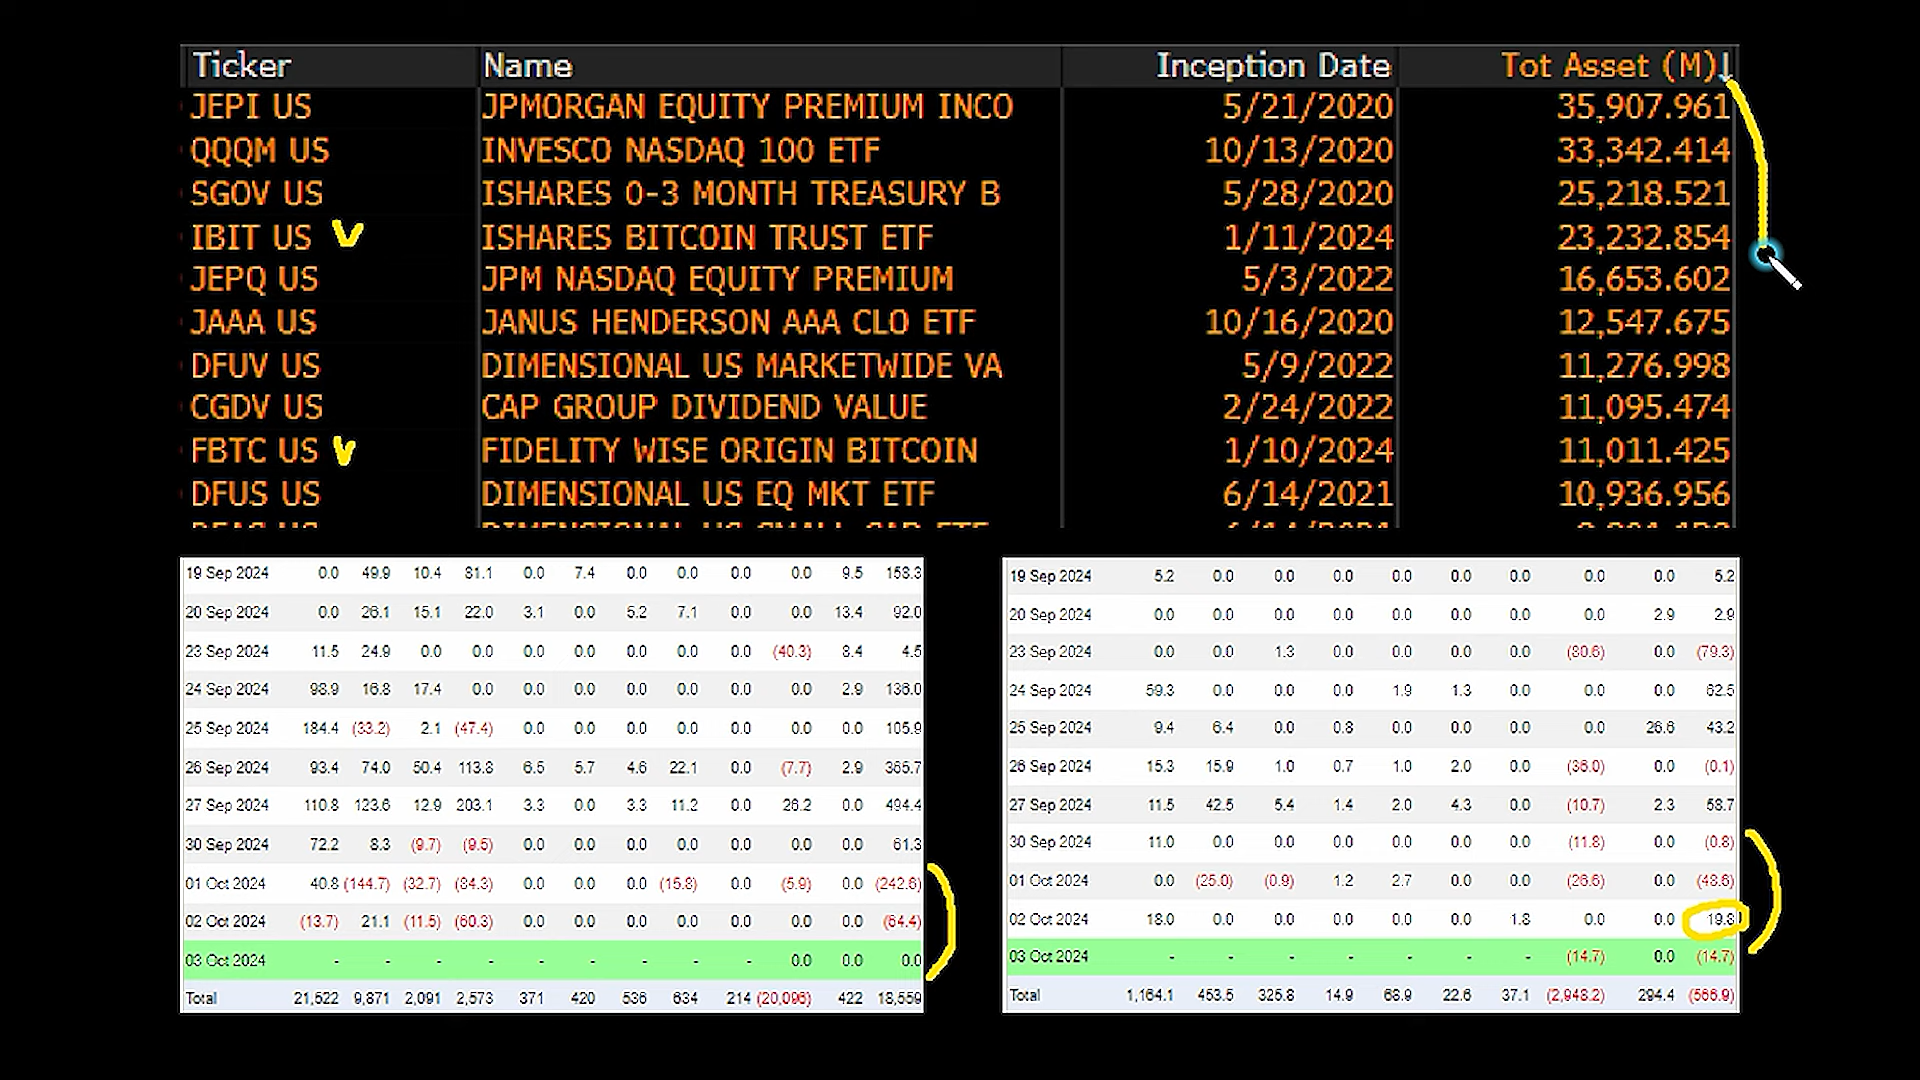 Ticker Name Inception Date Tot Asset (M)↓
JEPI US JPMORGAN EQUITY PREMIUM INCO 5/21/2020 35,907.961
QQQM US INVESCO NASDAQ 100 ETF 10/13/2020 33,342.414
SGOV US ISHARES 0-3 MONTH TREASURY B 5/28/2020 25,218.521
IBIT US ISHARES BITCOIN TRUST ETF 1/11/2024 23,232.854
JEPQ US JPM NASDAQ EQUITY PREMIUM 5/3/2022 16,653.602
JAAA US JANUS HENDERSON AAA CLO ETF 10/16/2020 12,547.675
DFUV US DIMENSIONAL US MARKETWIDE VA 5/9/2022 11,276.998
CGDV US CAP GROUP DIVIDEND VALUE 2/24/2022 11,095.474
FBTC US FIDELITY WISE ORIGIN BITCOIN 1/10/2024 11,011.425
DFUS US DIMENSIONAL US EQ MKT ETF 6/14/2021 10,936.956
19 Sep 2024 0.0 49.9 10.4 81.1 0.0 7.4 0.0 0.0 0.0 0.0 9.5 158.3
20 Sep 2024 0.0 26.1 15.1 22.0 3.1 0.0 5.2 7.1 0.0 0.0 13.4 92.0
23 Sep 2024 11.5 24.9 0.0 0.0 0.0 0.0 0.0 0.0 0.0 (40.3) 8.4 4.5
24 Sep 2024 98.9 16.8 17.4 0.0 0.0 0.0 0.0 0.0 0.0 0.0 2.9 136.0
25 Sep 2024 184.4 (33.2) 2.1 (47.4) 0.0 0.0 0.0 0.0 0.0 0.0 0.0 105.9
26 Sep 2024 93.4 74.0 50.4 113.8 6.5 5.7 4.6 22.1 0.0 (7.7) 2.9 365.7
27 Sep 2024 110.8 123.6 12.9 203.1 3.3 0.0 3.3 11.2 0.0 26.2 0.0 494.4
30 Sep 2024 72.2 8.3 (9.7) (9.5) 0.0 0.0 0.0 0.0 0.0 0.0 0.0 61.3
01 Oct 2024 40.8 (144.7) (32.7) (84.3) 0.0 0.0 0.0 (15.8) 0.0 (5.9) 0.0 (242.6)
02 Oct 2024 (13.7) 21.1 (11.5) (60.3) 0.0 0.0 0.0 0.0 0.0 0.0 0.0 (64.4)
03 Oct 2024 - - - - - - - - - 0.0 0.0 0.0
Total 21,522 9,871 2,091 2,573 371 420 536 634 214 (20,096) 422 18,559
19 Sep 2024 5.2 0.0 0.0 0.0 0.0 0.0 0.0 0.0 0.0 5.2
20 Sep 2024 0.0 0.0 0.0 0.0 0.0 0.0 0.0 0.0 2.9 2.9
23 Sep 2024 0.0 0.0 1.3 0.0 0.0 0.0 0.0 (80.6) 0.0 (79.3)
24 Sep 2024 59.3 0.0 0.0 0.0 1.9 1.3 0.0 0.0 0.0 62.5
25 Sep 2024 9.4 6.4 0.0 0.8 0.0 0.0 0.0 0.0 26.6 43.2
26 Sep 2024 15.3 15.9 1.0 0.7 1.0 2.0 0.0 (36.0) 0.0 (0.1)
27 Sep 2024 11.5 42.5 5.4 1.4 2.0 4.3 0.0 (10.7) 2.3 58.7
30 Sep 2024 11.0 0.0 0.0 0.0 0.0 0.0 0.0 (11.8) 0.0 (0.8)
01 Oct 2024 0.0 (25.0) (0.9) 1.2 2.7 0.0 0.0 (26.6) 0.0 (48.6)
02 Oct 2024 18.0 0.0 0.0 0.0 0.0 0.0 1.8 0.0 0.0 19.8
03 Oct 2024 - - - - - - - (14.7) 0.0 (14.7)
Total 1,164.1 453.5 325.8 14.9 68.9 22.6 37.1 (2,948.2) 294.4 (566.9)